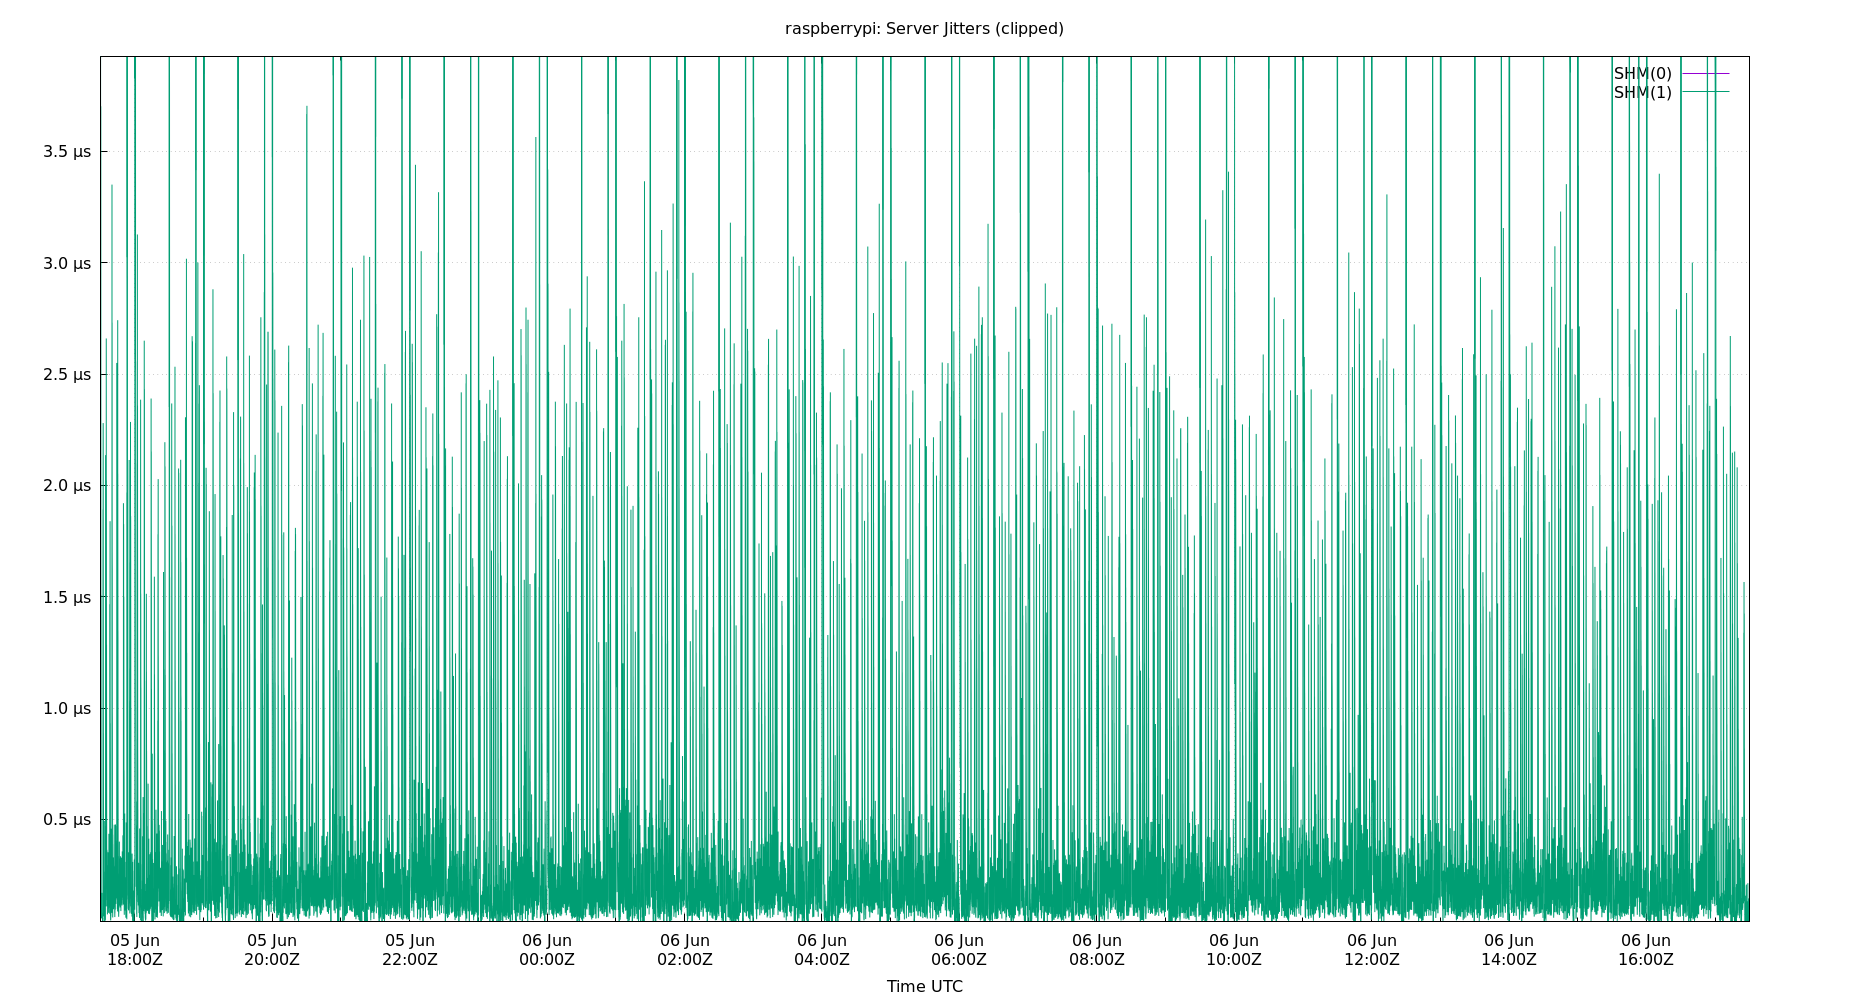 raspberrypi: Server Jitters (clipped)
SHM(0)
SHM(1)
3.5 µs
3.0 µs
2.5 µs
2.0 µs
1.5 µs
1.0 µs
0.5 µs
05 Jun 05 Jun 05 Jun 06 Jun 06 Jun 06 Jun 06 Jun 06 Jun 06 Jun 06 Jun 06 Jun 06 Jun
18:00Z 20:00Z 22:00Z 00:00Z 02:00Z 04:00Z 06:00Z 08:00Z 10:00Z 12:00Z 14:00Z 16:00Z
Time UTC